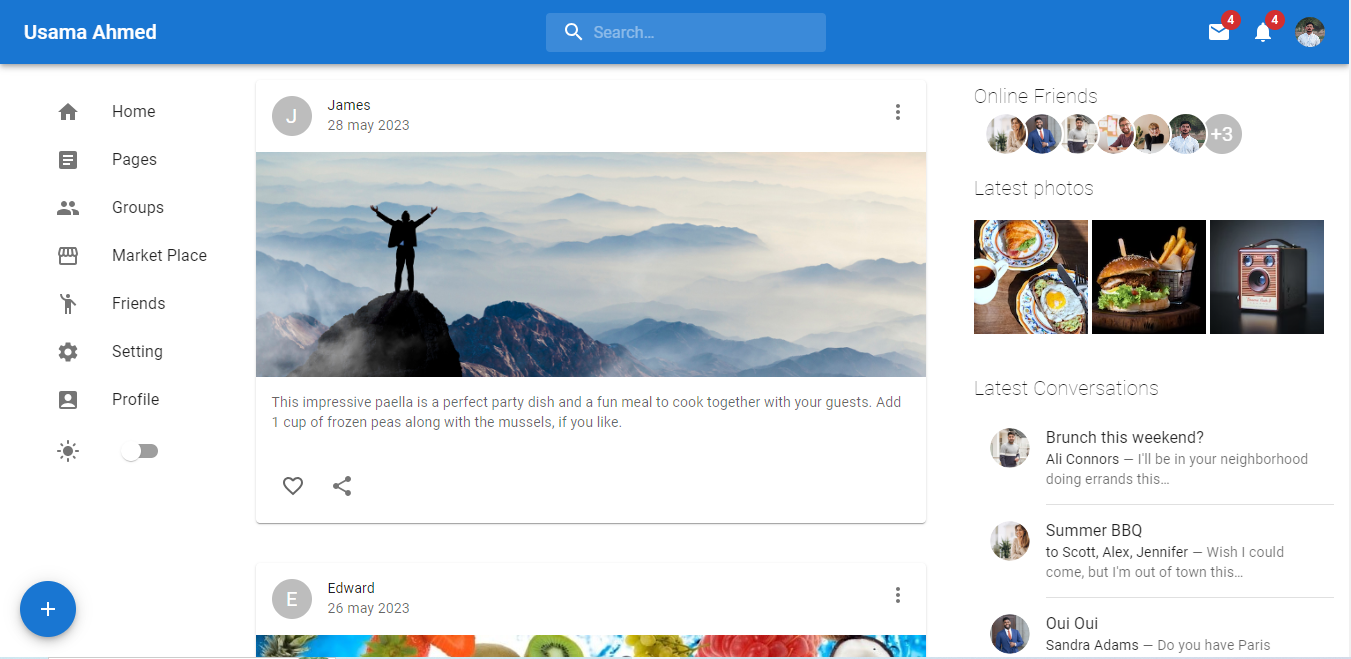 Usama Ahmed
Search…
4
4
Home
Pages
Groups
Market Place
Friends
Setting
Profile
J
James
28 may 2023
This impressive paella is a perfect party dish and a fun meal to cook together with your guests. Add
1 cup of frozen peas along with the mussels, if you like.
E
Edward
26 may 2023
Online Friends
+3
Latest photos
Latest Conversations
Brunch this weekend?
Ali Connors — I'll be in your neighborhood
doing errands this…
Summer BBQ
to Scott, Alex, Jennifer — Wish I could
come, but I'm out of town this…
Oui Oui
Sandra Adams — Do you have Paris